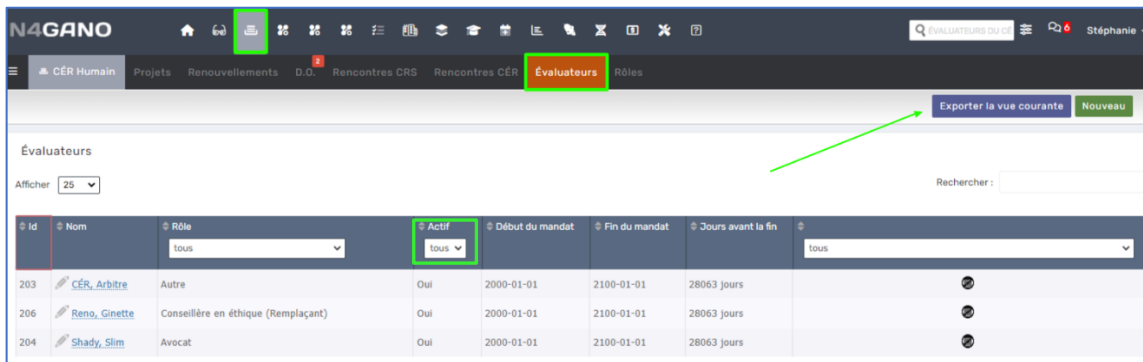 N4GANO
ÉVALUATEURS DU CÉ
6
Stéphanie
CÉR Humain Projets Renouvellements D.O. 2 Rencontres CRS Rencontres CÉR Évaluateurs Rôles
Exporter la vue courante Nouveau
Évaluateurs
Afficher 25
Rechercher :
Id Nom Rôle Actif Début du mandat Fin du mandat Jours avant la fin
tous tous tous
203 CÉR, Arbitre Autre Oui 2000-01-01 2100-01-01 28063 jours
206 Reno, Ginette Conseillère en éthique (Remplaçant) Oui 2000-01-01 2100-01-01 28063 jours
204 Shady, Slim Avocat Oui 2000-01-01 2100-01-01 28063 jours